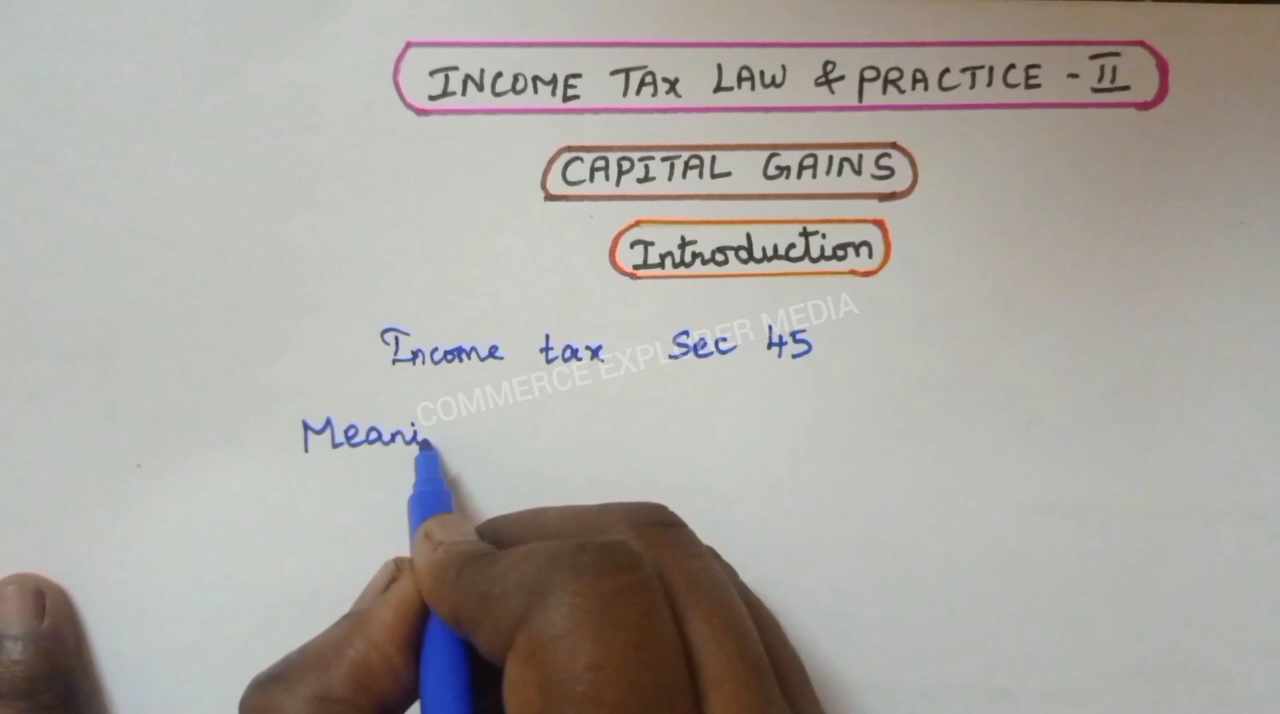 INCOME TAX LAW & PRACTICE - II
CAPITAL GAINS
Introduction
Income tax Sec 45
COMMERCE EXPLORER MEDIA
Meani